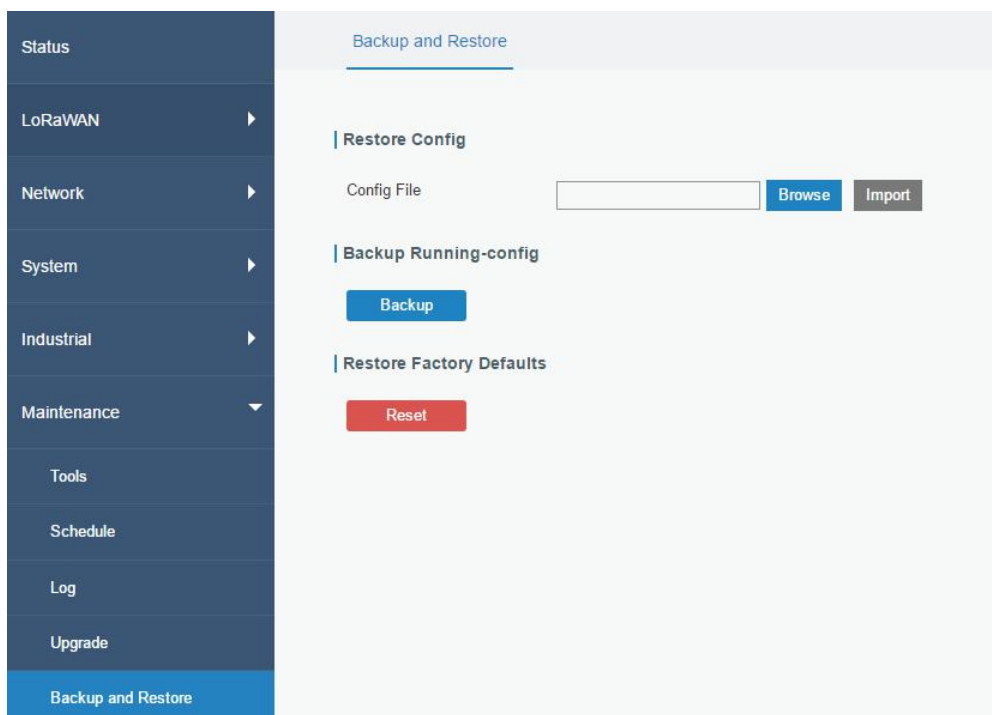 Status
LoRaWAN
Network
System
Industrial
Maintenance
Tools
Schedule
Log
Upgrade
Backup and Restore
Backup and Restore
Restore Config
Config File
Browse
Import
Backup Running-config
Backup
Restore Factory Defaults
Reset